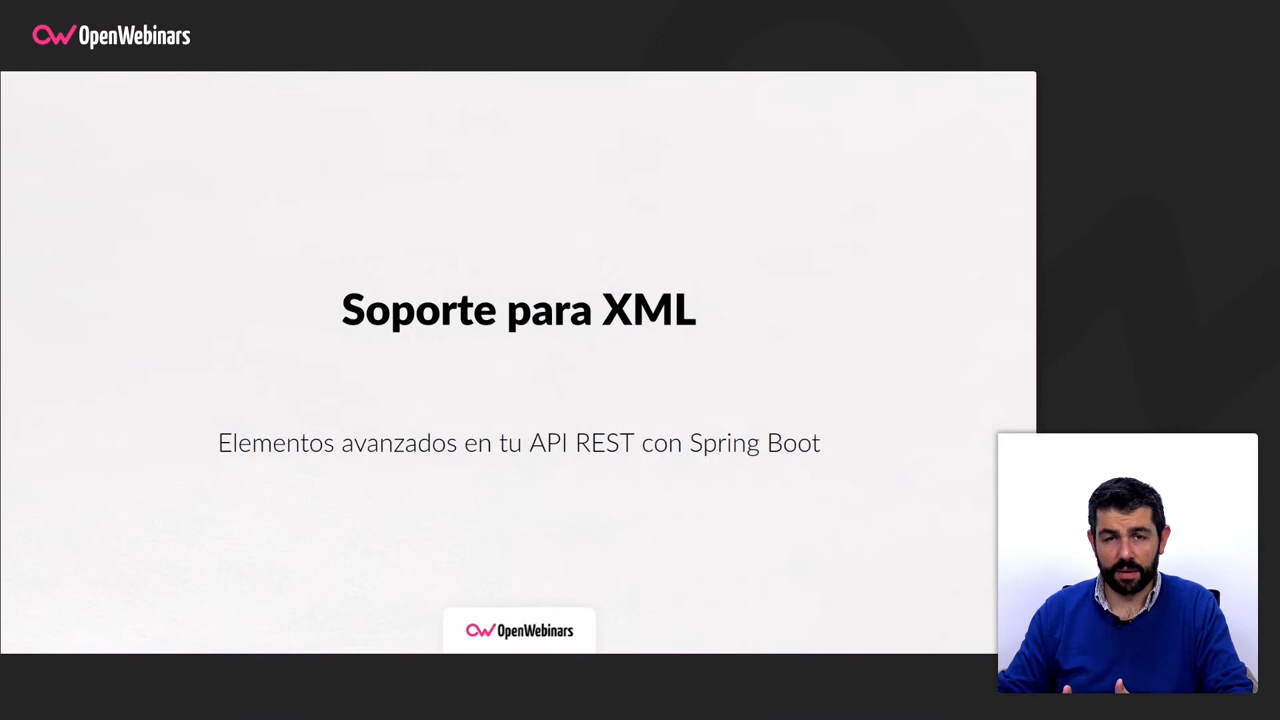 OpenWebinars
Soporte para XML
Elementos avanzados en tu API REST con Spring Boot
OpenWebinars